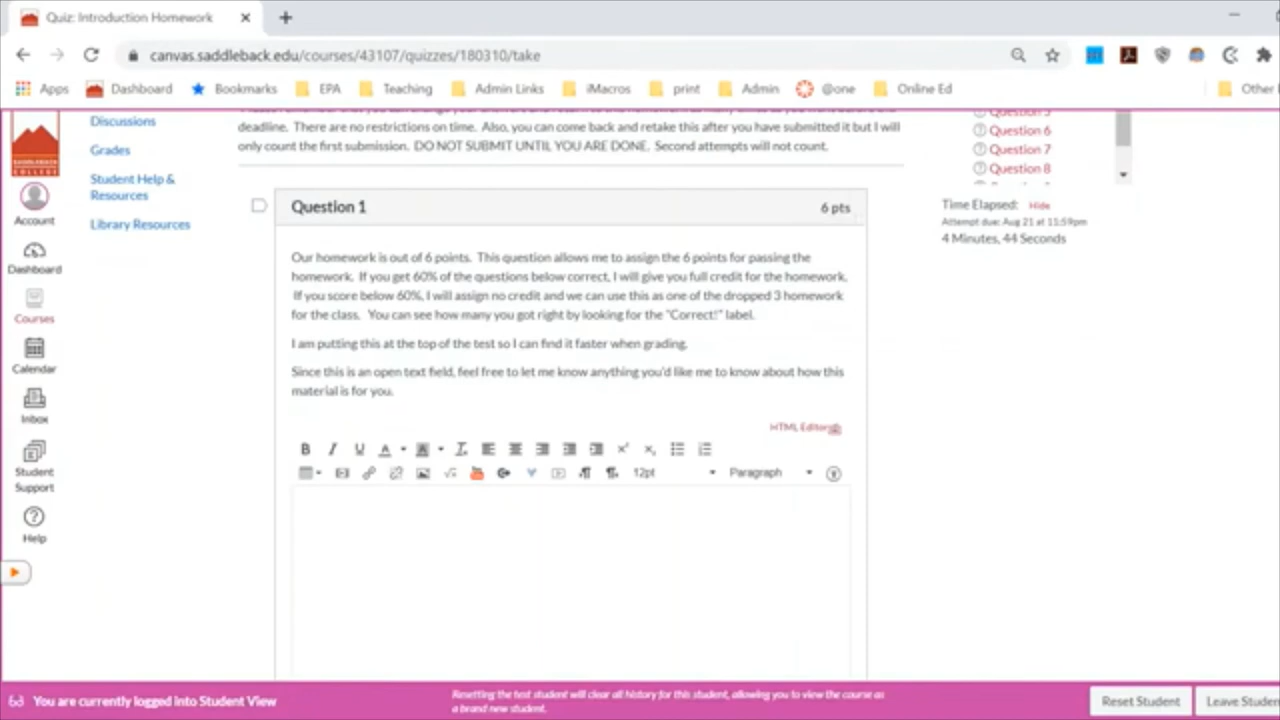 Quiz: Introduction Homework
canvas.saddleback.edu/courses/43107/quizzes/180310/take
Apps Dashboard Bookmarks EPA Teaching Admin Links iMacros print Admin @one Online Ed Other
Discussions
Grades
Student Help &
Resources
Library Resources
SADDLEBACK
COLLEGE
Account
Dashboard
Courses
Calendar
Inbox
Student
Support
Help
deadline. There are no restrictions on time. Also, you can come back and retake this after you have submitted it but I will
only count the first submission. DO NOT SUBMIT UNTIL YOU ARE DONE. Second attempts will not count.
Question 1 6 pts
Our homework is out of 6 points. This question allows me to assign the 6 points for passing the
homework. If you get 60% of the questions below correct, I will give you full credit for the homework.
If you score below 60%, I will assign no credit and we can use this as one of the dropped 3 homework
for the class. You can see how many you got right by looking for the "Correct!" label.
I am putting this at the top of the test so I can find it faster when grading.
Since this is an open text field, feel free to let me know anything you'd like me to know about how this
material is for you.
HTML Editor
12pt Paragraph
Question 5
Question 6
Question 7
Question 8
Time Elapsed: Hide
Attempt due: Aug 21 at 11:59pm
4 Minutes, 44 Seconds
You are currently logged into Student View
Resetting the test student will clear all history for this student, allowing you to view the course as
a brand new student.
Reset Student
Leave Studen